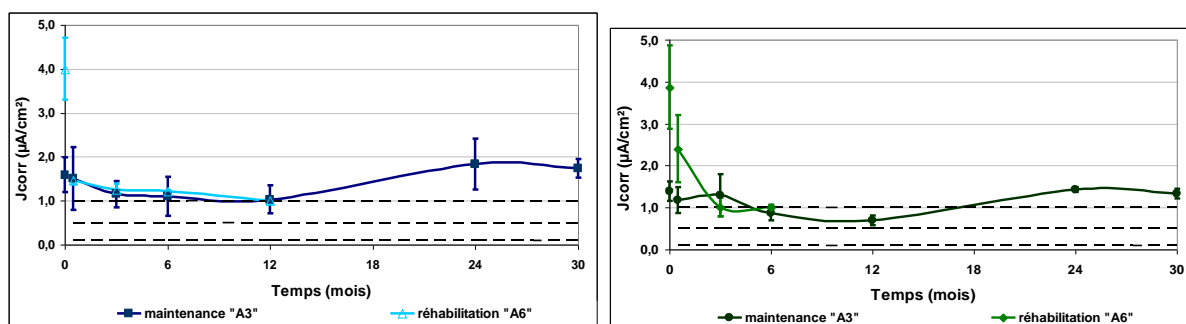 5,0
4,0
3,0
2,0
1,0
0,0
Jcorr (µA/cm²)
0 6 12 18 24 30
Temps (mois)
maintenance "A3" réhabilitation "A6"
5,0
4,0
3,0
2,0
1,0
0,0
Jcorr (µA/cm²)
0 6 12 18 24 30
Temps (mois)
maintenance "A3" réhabilitation "A6"